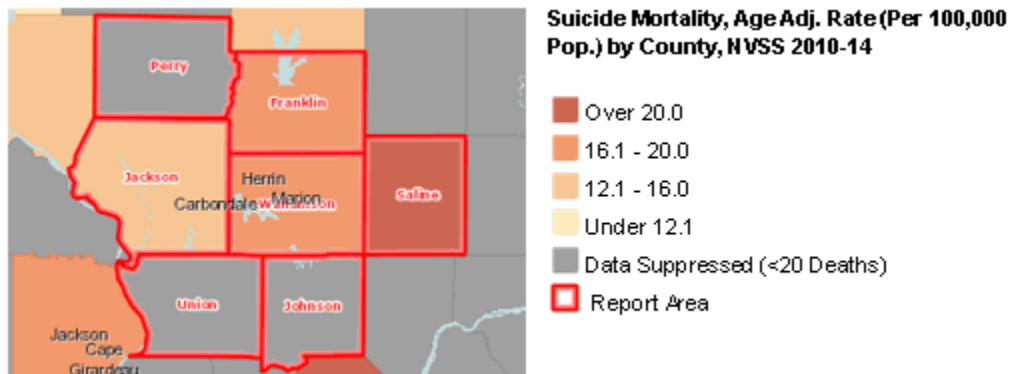 Suicide Mortality, Age Adj. Rate (Per 100,000
Pop.) by County, NVSS 2010-14
Over 20.0
16.1 - 20.0
12.1 - 16.0
Under 12.1
Data Suppressed (<20 Deaths)
Report Area
Perry
Franklin
Jackson
Herrin
Carbondale
Marion
Saline
Union
Johnson
Jackson
Cape
Girardeau